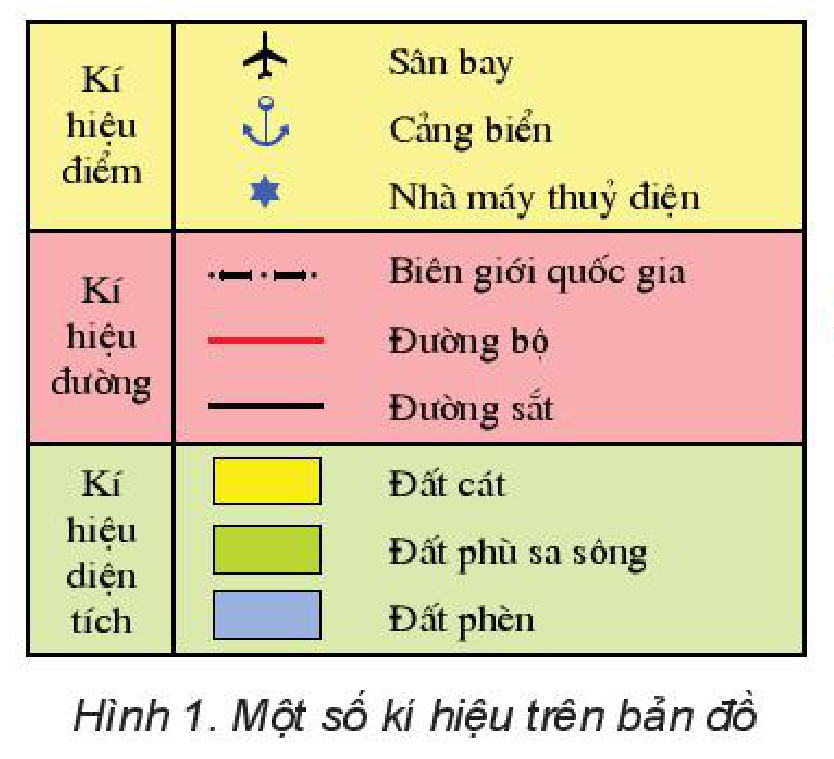 Kí
hiệu
điểm
Sân bay
Cảng biển
Nhà máy thuỷ điện
Kí
hiệu
đường
Biên giới quốc gia
Đường bộ
Đường sắt
Kí
hiệu
diện
tích
Đất cát
Đất phù sa sông
Đất phèn
Hình 1. Một số kí hiệu trên bản đồ